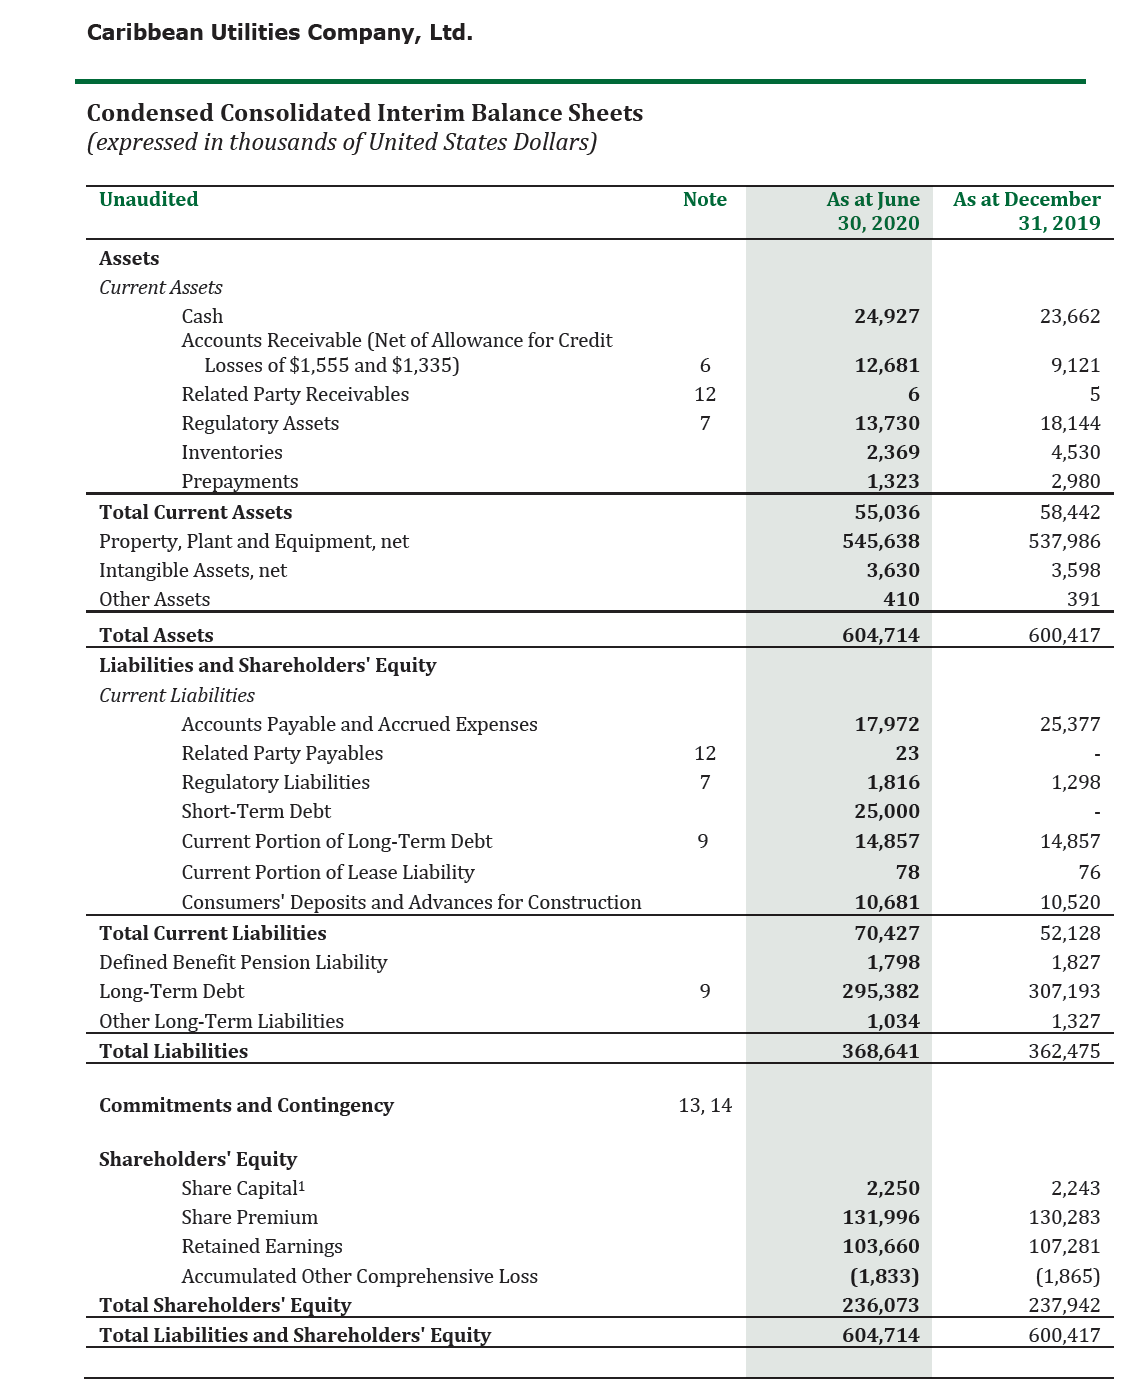 Caribbean Utilities Company, Ltd.
Condensed Consolidated Interim Balance Sheets
(expressed in thousands of United States Dollars)
Unaudited Note As at June 30, 2020 As at December 31, 2019
Assets
Current Assets
Cash 24,927 23,662
Accounts Receivable (Net of Allowance for Credit
Losses of $1,555 and $1,335) 6 12,681 9,121
Related Party Receivables 12 6 5
Regulatory Assets 7 13,730 18,144
Inventories 2,369 4,530
Prepayments 1,323 2,980
Total Current Assets 55,036 58,442
Property, Plant and Equipment, net 545,638 537,986
Intangible Assets, net 3,630 3,598
Other Assets 410 391
Total Assets 604,714 600,417
Liabilities and Shareholders' Equity
Current Liabilities
Accounts Payable and Accrued Expenses 17,972 25,377
Related Party Payables 12 23 -
Regulatory Liabilities 7 1,816 1,298
Short-Term Debt 25,000 -
Current Portion of Long-Term Debt 9 14,857 14,857
Current Portion of Lease Liability 78 76
Consumers' Deposits and Advances for Construction 10,681 10,520
Total Current Liabilities 70,427 52,128
Defined Benefit Pension Liability 1,798 1,827
Long-Term Debt 9 295,382 307,193
Other Long-Term Liabilities 1,034 1,327
Total Liabilities 368,641 362,475
Commitments and Contingency 13, 14
Shareholders' Equity
Share Capital¹ 2,250 2,243
Share Premium 131,996 130,283
Retained Earnings 103,660 107,281
Accumulated Other Comprehensive Loss (1,833) (1,865)
Total Shareholders' Equity 236,073 237,942
Total Liabilities and Shareholders' Equity 604,714 600,417